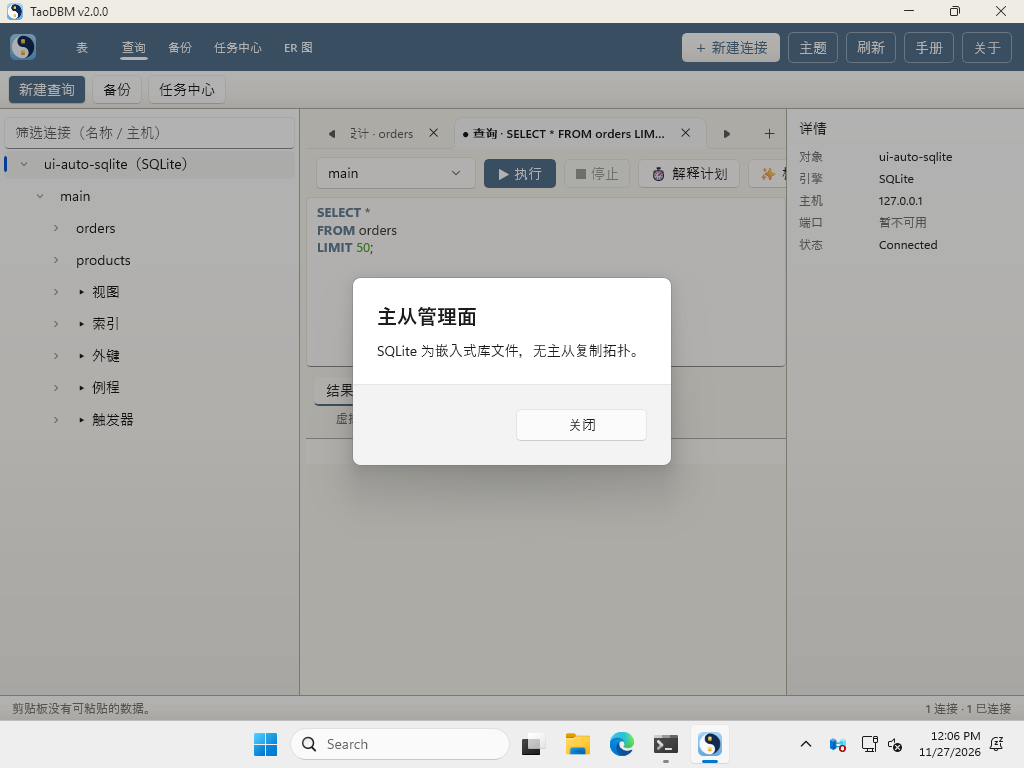 TaoDBM v2.0.0
表
查询
备份
任务中心
ER 图
+ 新建连接
主题
刷新
手册
关于
新建查询
备份
任务中心
筛选连接（名称 / 主机）
ui-auto-sqlite（SQLite）
main
orders
products
视图
索引
外键
例程
触发器
· orders
● 查询 · SELECT * FROM orders LIM...
main
执行
停止
解释计划
SELECT *
FROM orders
LIMIT 50;
主从管理面
SQLite 为嵌入式库文件，无主从复制拓扑。
关闭
结果
详情
对象 ui-auto-sqlite
引擎 SQLite
主机 127.0.0.1
端口 暂不可用
状态 Connected
剪贴板没有可粘贴的数据。
1 连接 · 1 已连接
Search
12:06 PM
11/27/2026